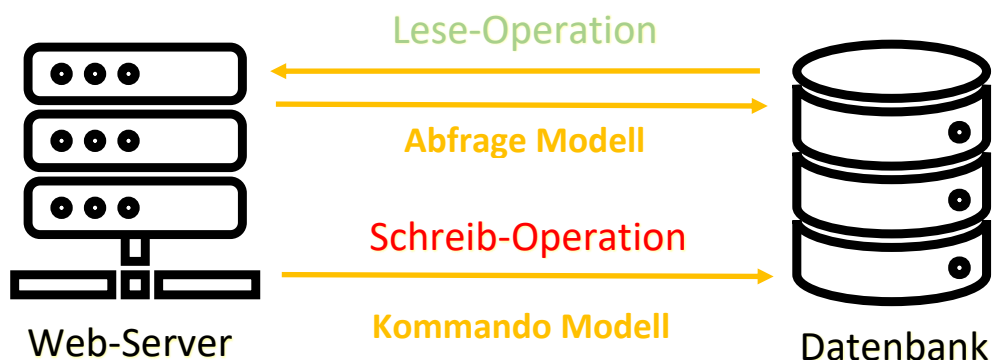 Lese-Operation
Abfrage Modell
Schreib-Operation
Kommando Modell
Web-Server
Datenbank